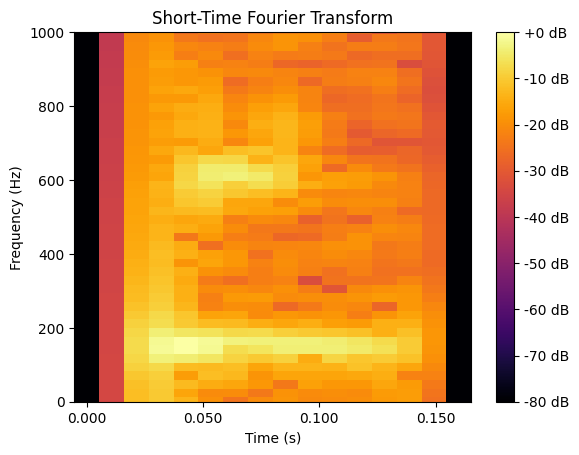 Short-Time Fourier Transform
1000
800
600
400
200
0
Frequency (Hz)
0.000
0.050
0.100
0.150
Time (s)
+0 dB
-10 dB
-20 dB
-30 dB
-40 dB
-50 dB
-60 dB
-70 dB
-80 dB